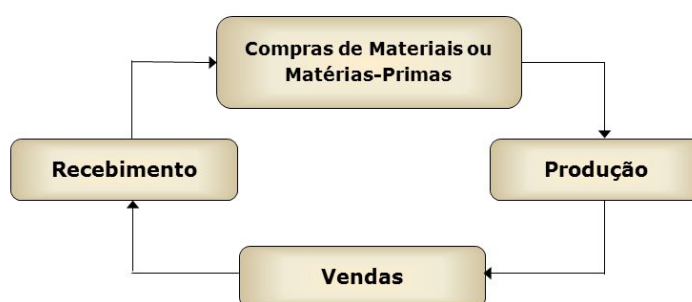 Compras de Materiais ou
Matérias-Primas
Recebimento
Produção
Vendas